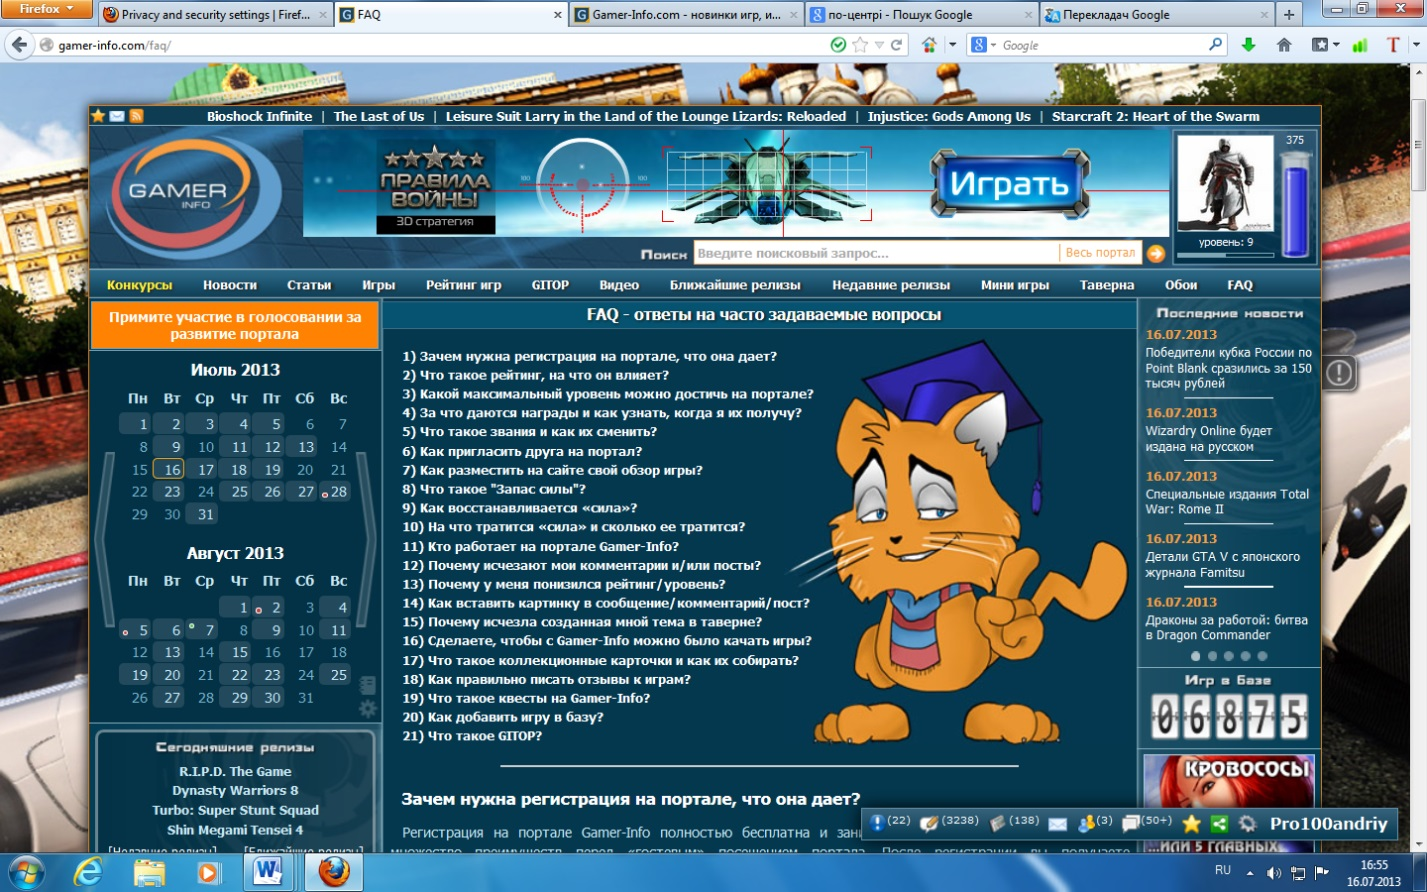 Firefox
Privacy and security settings | Firef...
FAQ
Gamer-Info.com - новинки игр, и...
по-центрі - Пошук Google
Перекладач Google
gamer-info.com/faq/
Google
Bioshock Infinite | The Last of Us | Leisure Suit Larry in the Land of the Lounge Lizards: Reloaded | Injustice: Gods Among Us | Starcraft 2: Heart of the Swarm
GAMER
INFO
ПРАВИЛА
ВОЙНЫ
3D стратегия
100
100
Играть
375
уровень: 9
Поиск
Введите поисковый запрос...
Весь портал
Конкурсы Новости Статьи Игры Рейтинг игр GITOP Видео Ближайшие релизы Недавние релизы Мини игры Таверна Обои FAQ
Примите участие в голосовании за
развитие портала
Июль 2013
Пн Вт Ср Чт Пт Сб Вс
1 2 3 4 5 6 7
8 9 10 11 12 13 14
15 16 17 18 19 20 21
22 23 24 25 26 27 28
29 30 31
Август 2013
Пн Вт Ср Чт Пт Сб Вс
1 2 3 4
5 6 7 8 9 10 11
12 13 14 15 16 17 18
19 20 21 22 23 24 25
26 27 28 29 30 31
Сегодняшние релизы
R.I.P.D. The Game
Dynasty Warriors 8
Turbo: Super Stunt Squad
Shin Megami Tensei 4
[Недавние релизы] [Ближайшие релизы]
FAQ - ответы на часто задаваемые вопросы
1) Зачем нужна регистрация на портале, что она дает?
2) Что такое рейтинг, на что он влияет?
3) Какой максимальный уровень можно достичь на портале?
4) За что даются награды и как узнать, когда я их получу?
5) Что такое звания и как их сменить?
6) Как пригласить друга на портал?
7) Как разместить на сайте свой обзор игры?
8) Что такое "Запас силы"?
9) Как восстанавливается «сила»?
10) На что тратится «сила» и сколько ее тратится?
11) Кто работает на портале Gamer-Info?
12) Почему исчезают мои комментарии и/или посты?
13) Почему у меня понизился рейтинг/уровень?
14) Как вставить картинку в сообщение/комментарий/пост?
15) Почему исчезла созданная мной тема в таверне?
16) Сделаете, чтобы с Gamer-Info можно было качать игры?
17) Что такое коллекционные карточки и как их собирать?
18) Как правильно писать отзывы к играм?
19) Что такое квесты на Gamer-Info?
20) Как добавить игру в базу?
21) Что такое GITOP?
Зачем нужна регистрация на портале, что она дает?
Регистрация на портале Gamer-Info полностью бесплатна и
множество преимуществ перед «гостевым» посещением портала. После регистрации вы получаете
Последние новости
16.07.2013
Победители кубка России по
Point Blank сразились за 150
тысяч рублей
16.07.2013
Wizardry Online будет
издана на русском
16.07.2013
Специальные издания Total
War: Rome II
16.07.2013
Детали GTA V с японского
журнала Famitsu
16.07.2013
Драконы за работой: битва
в Dragon Commander
Игр в Базе
06875
КРОВОСОСЫ
...ИЛИ 5 ГЛАВНЫХ
(22) (3238) (138) (3) (50+) Pro100andriy
RU
16:55
16.07.2013